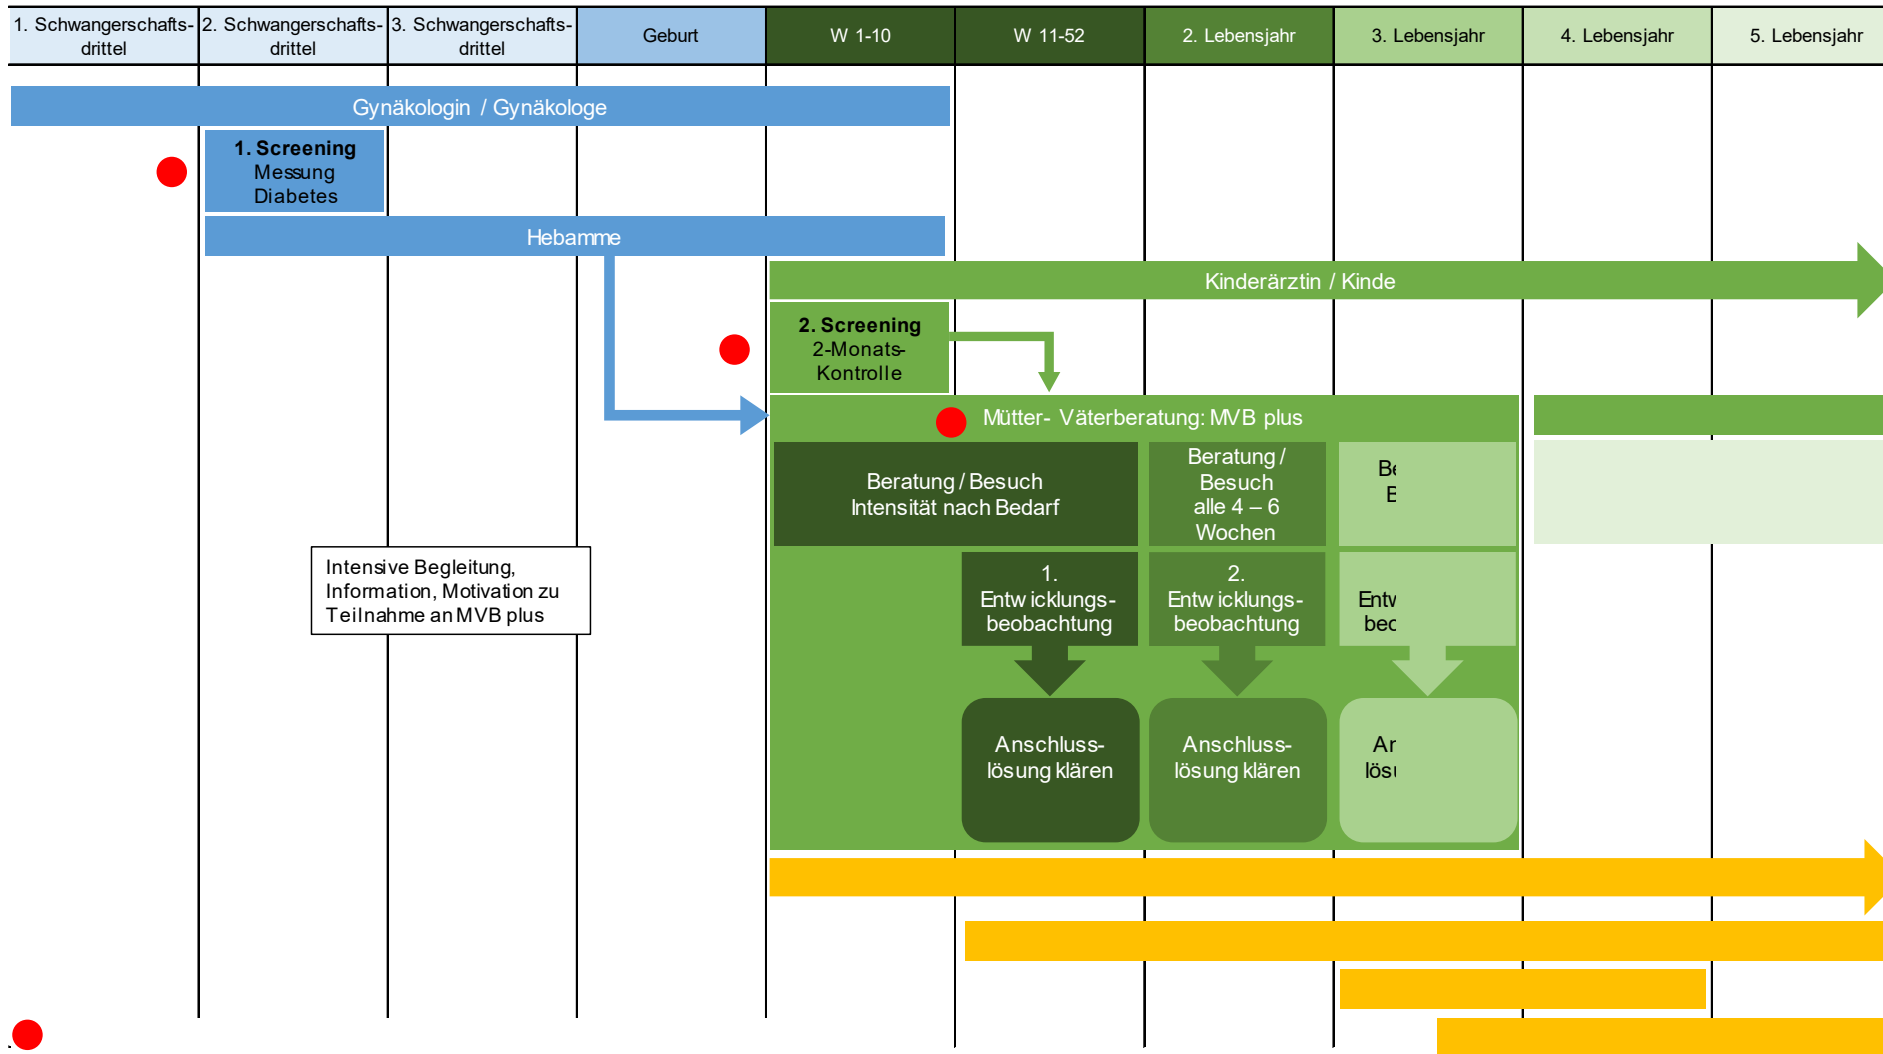 1. Schwangerschafts-
drittel
2. Schwangerschafts-
drittel
3. Schwangerschafts-
drittel
Geburt
W 1-10
W 11-52
2. Lebensjahr
3. Lebensjahr
4. Lebensjahr
5. Lebensjahr
Gynäkologin / Gynäkologe
1. Screening
Messung
Diabetes
Hebamme
Kinderärztin / Kinde
2. Screening
2-Monats-
Kontrolle
Mütter- Väterberatung: MVB plus
Beratung / Besuch
Intensität nach Bedarf
Beratung /
Besuch
alle 4 – 6
Wochen
Intensive Begleitung,
Information, Motivation zu
Teilnahme an MVB plus
1.
Entwicklungs-
beobachtung
2.
Entwicklungs-
beobachtung
Anschluss-
lösung klären
Anschluss-
lösung klären